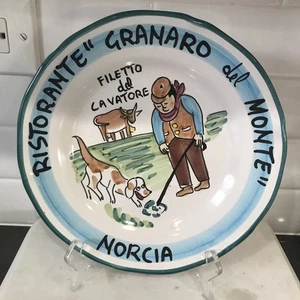 RISTORANTE" GRANARO del MONTE"
FILETTO
del
CAVATORE
NORCIA